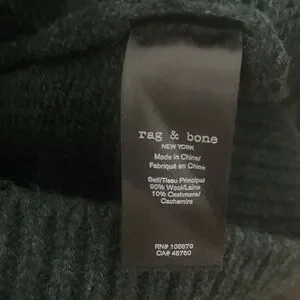 rag & bone
NEW YORK
Made in China/
Fabriqué en Chine
Self/Tissu Principal
90% Wool/Laine
10% Cashmere/
Cachemire
RN# 106879
CA# 45760